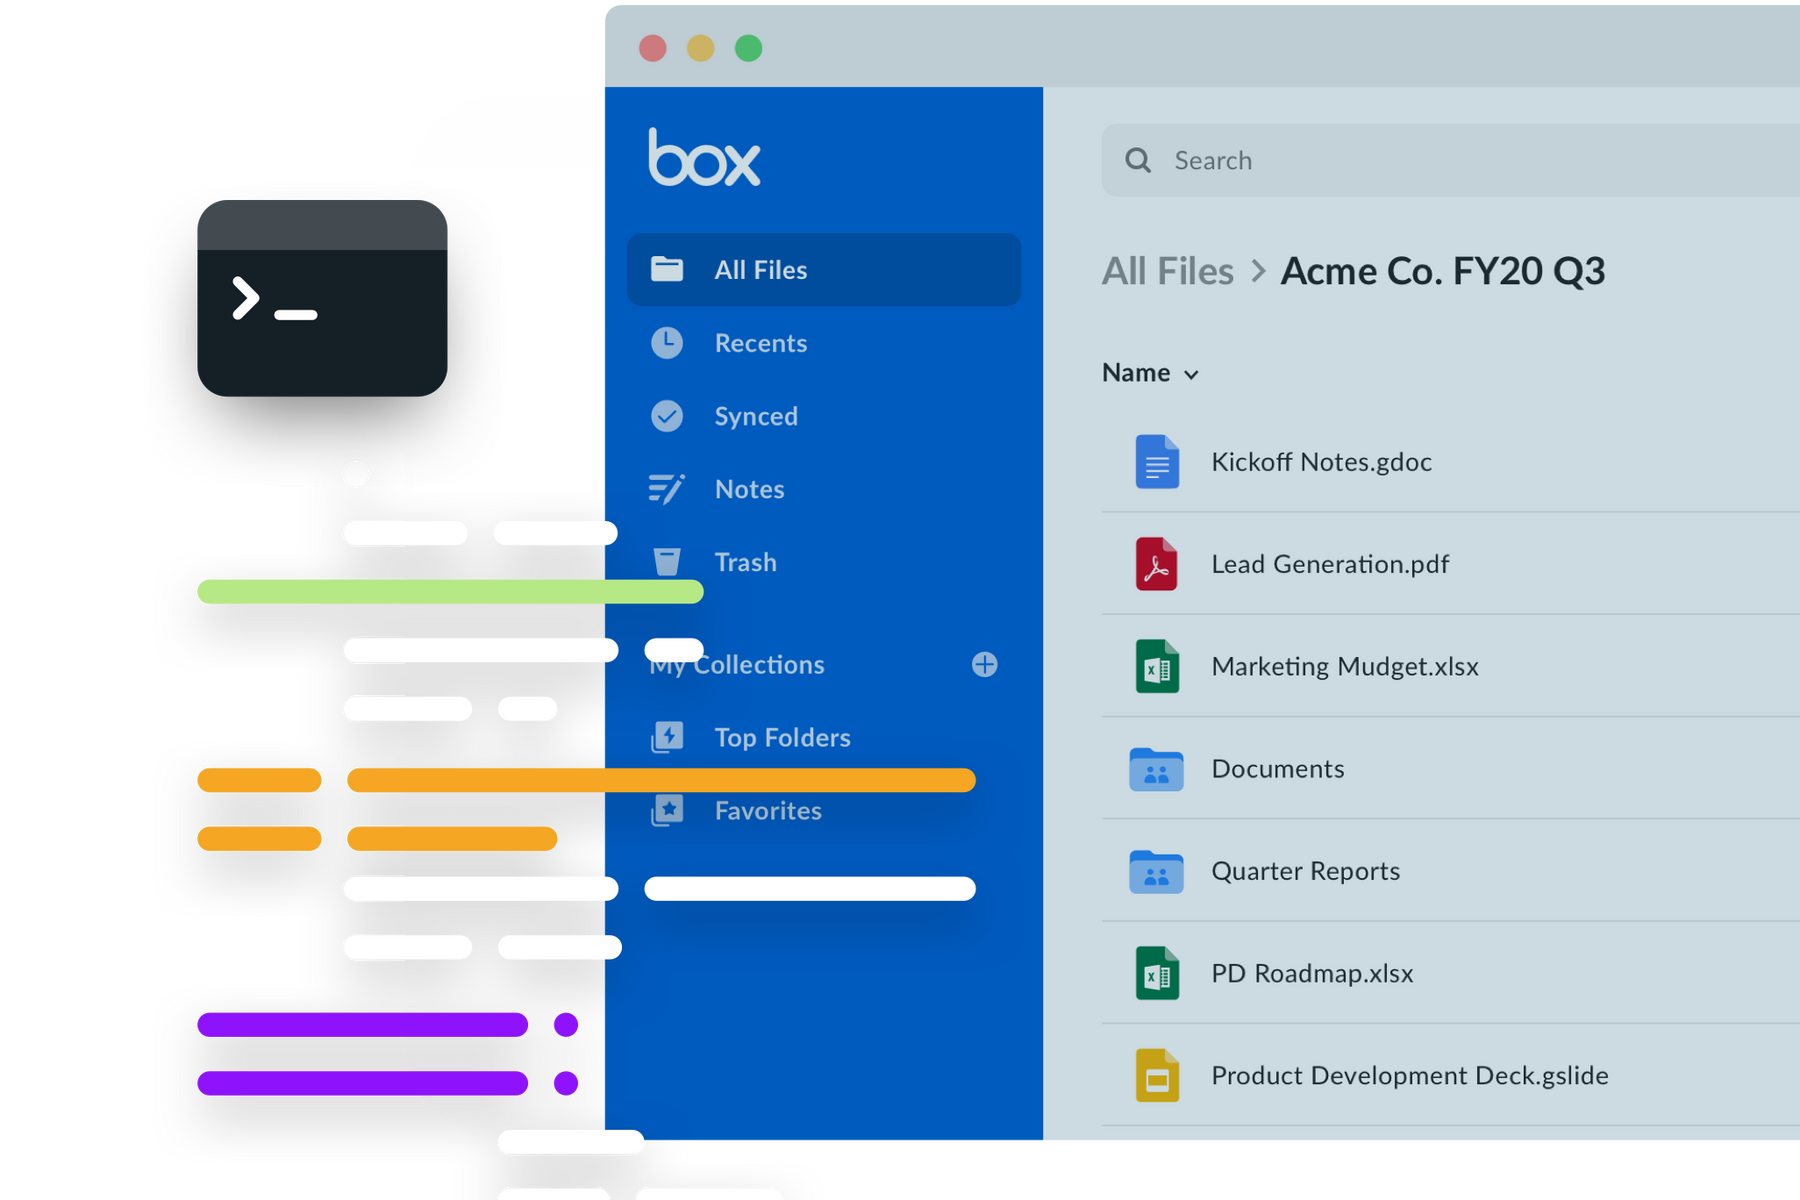 box
All Files
Recents
Synced
Notes
Trash
My Collections
Top Folders
Favorites
Search
All Files > Acme Co. FY20 Q3
Name
Kickoff Notes.gdoc
Lead Generation.pdf
Marketing Mudget.xlsx
Documents
Quarter Reports
PD Roadmap.xlsx
Product Development Deck.gslide